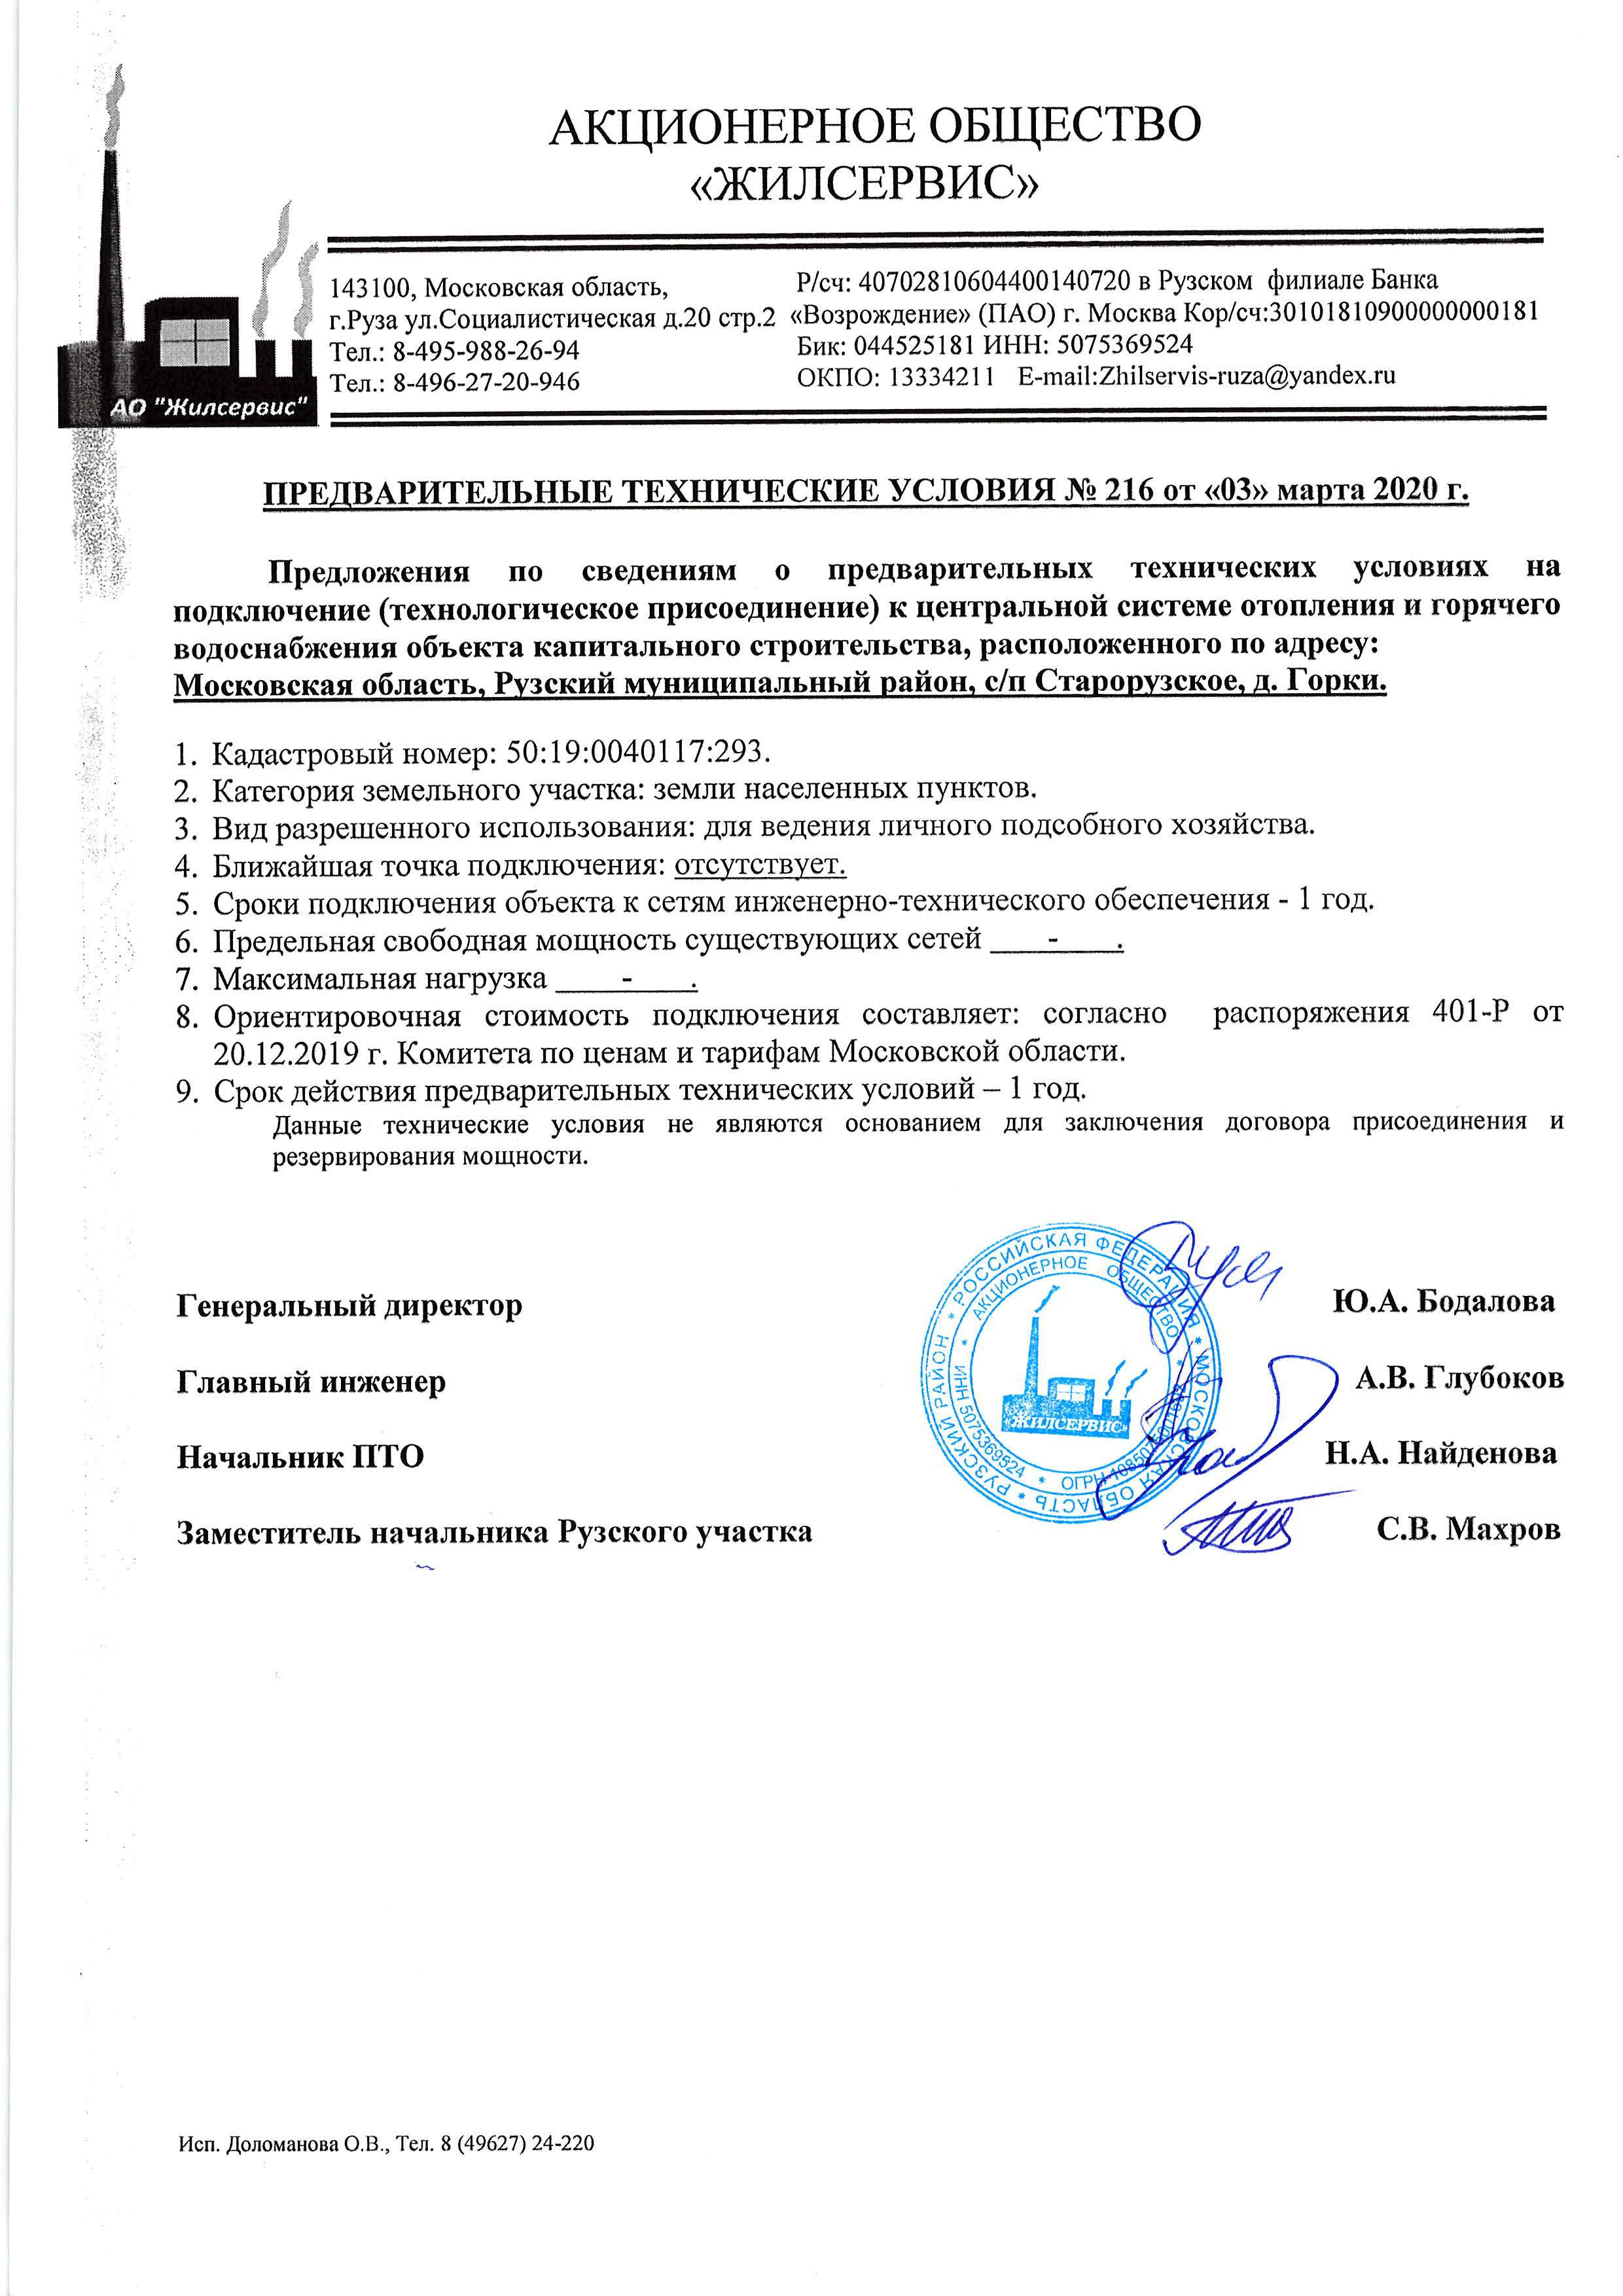 АКЦИОНЕРНОЕ ОБЩЕСТВО
«ЖИЛСЕРВИС»
143100, Московская область,
г.Руза ул.Социалистическая д.20 стр.2
Тел.: 8-495-988-26-94
Тел.: 8-496-27-20-946
Р/сч: 40702810604400140720 в Рузском филиале Банка
«Возрождение» (ПАО) г. Москва Кор/сч:30101810900000000181
Бик: 044525181 ИНН: 5075369524
ОКПО: 13334211 E-mail:Zhilservis-ruza@yandex.ru
АО "Жилсервис"
ПРЕДВАРИТЕЛЬНЫЕ ТЕХНИЧЕСКИЕ УСЛОВИЯ № 216 от «03» марта 2020 г.
Предложения по сведениям о предварительных технических условиях на
подключение (технологическое присоединение) к центральной системе отопления и горячего
водоснабжения объекта капитального строительства, расположенного по адресу:
Московская область, Рузский муниципальный район, с/п Старорузское, д. Горки.
1. Кадастровый номер: 50:19:0040117:293.
2. Категория земельного участка: земли населенных пунктов.
3. Вид разрешенного использования: для ведения личного подсобного хозяйства.
4. Ближайшая точка подключения: отсутствует.
5. Сроки подключения объекта к сетям инженерно-технического обеспечения - 1 год.
6. Предельная свободная мощность существующих сетей ____-____.
7. Максимальная нагрузка ____-____.
8. Ориентировочная стоимость подключения составляет: согласно распоряжения 401-Р от
20.12.2019 г. Комитета по ценам и тарифам Московской области.
9. Срок действия предварительных технических условий – 1 год.
Данные технические условия не являются основанием для заключения договора присоединения и
резервирования мощности.
Генеральный директор Ю.А. Бодалова
Главный инженер А.В. Глубоков
Начальник ПТО Н.А. Найденова
Заместитель начальника Рузского участка С.В. Махров
* РОССИЙСКАЯ ФЕДЕРАЦИЯ * МОСКОВСКАЯ ОБЛАСТЬ * РУЗСКИЙ РАЙОН
* АКЦИОНЕРНОЕ ОБЩЕСТВО *
ИНН 5075369524 * ОГРН
«ЖИЛСЕРВИС»
Исп. Доломанова О.В., Тел. 8 (49627) 24-220